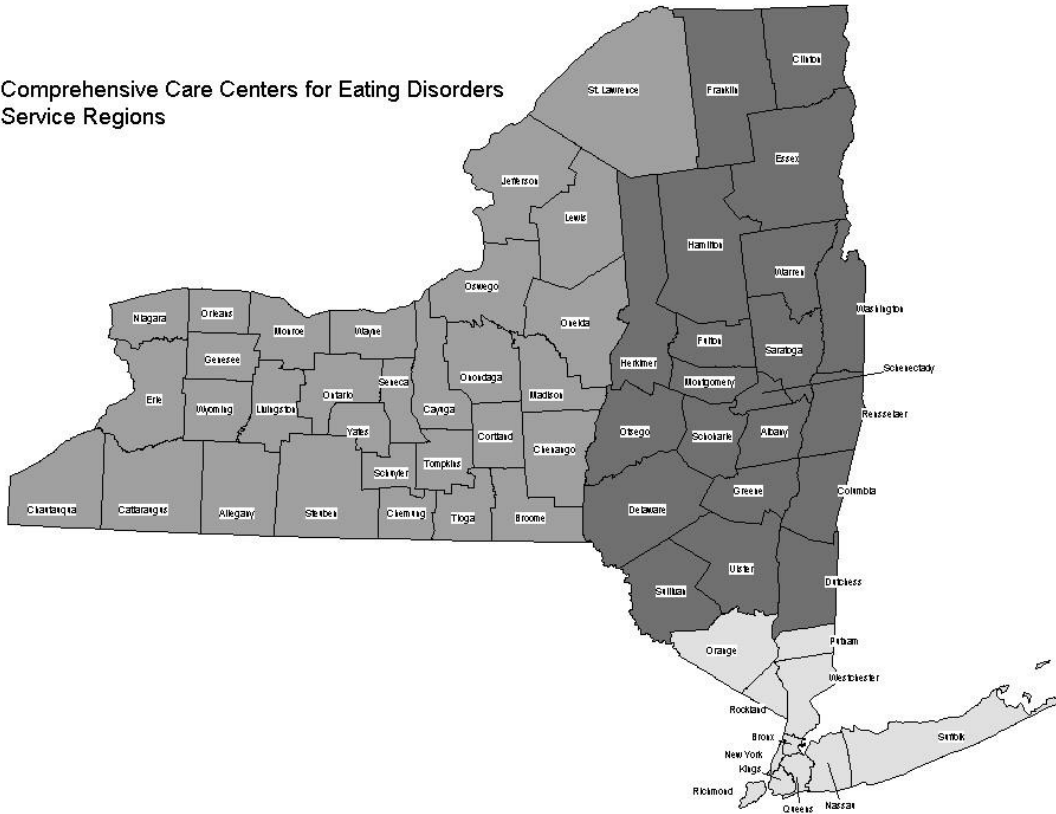 Comprehensive Care Centers for Eating Disorders
Service Regions
Clinton
St. Lawrence
Franklin
Essex
Jefferson
Lewis
Hamilton
Warren
Oswego
Washington
Niagara
Orleans
Monroe
Wayne
Oneida
Fulton
Saratoga
Genesee
Herkimer
Schenectady
Seneca
Onondaga
Montgomery
Erie
Wyoming
Livingston
Ontario
Cayuga
Madison
Rensselaer
Yates
Cortland
Otsego
Schoharie
Albany
Chenango
Schuyler
Tompkins
Greene
Columbia
Chautauqua
Cattaraugus
Allegany
Steuben
Chemung
Tioga
Broome
Delaware
Ulster
Dutchess
Sullivan
Putnam
Orange
Westchester
Rockland
Bronx
Suffolk
New York
Kings
Richmond
Queens
Nassau